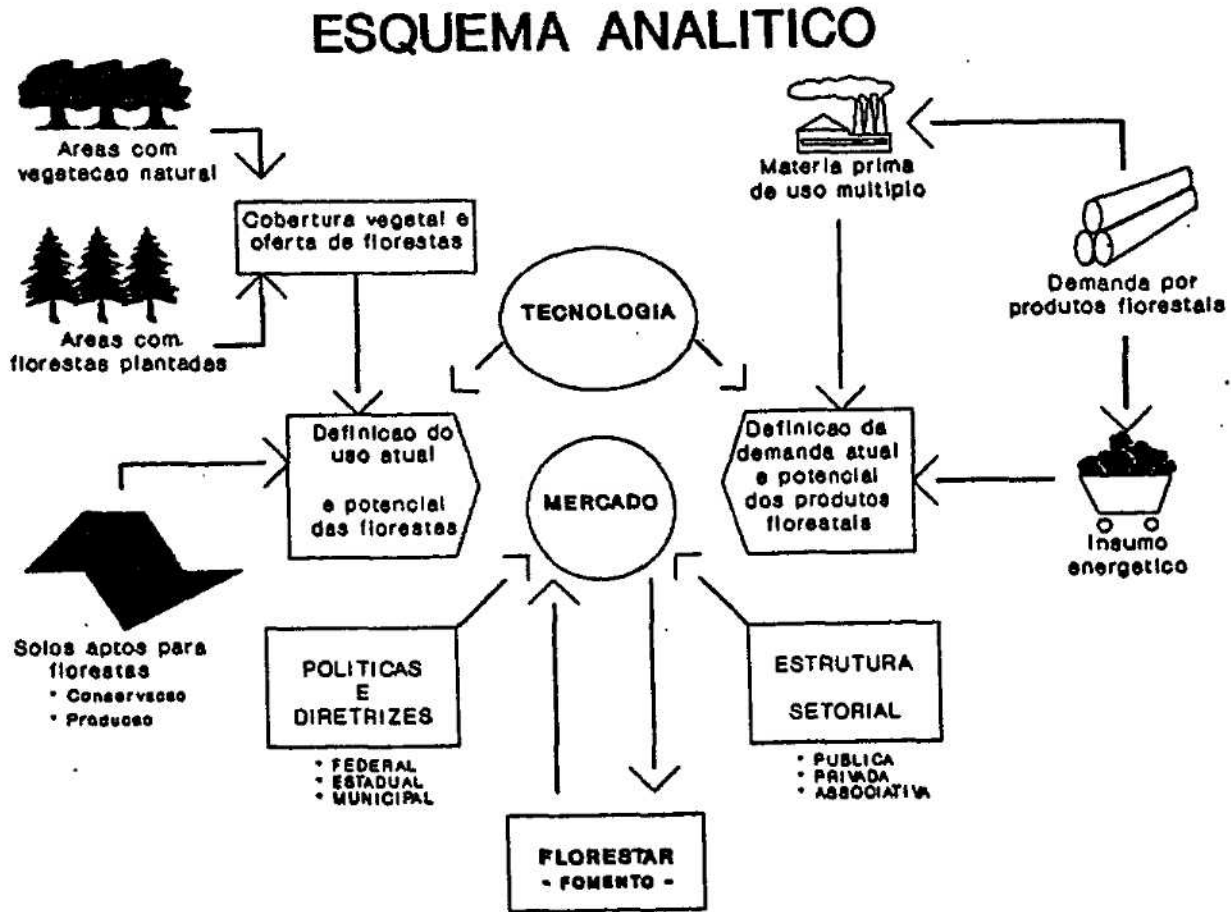 ESQUEMA ANALITICO
Areas com
vegetacao natural
Cobertura vegetal e
oferta de florestas
Areas com
florestas plantadas
TECNOLOGIA
Materia prima
de uso multiplo
Demanda por
produtos florestais
Definicao do
uso atual
e potencial
das florestas
MERCADO
Definicao da
demanda atual
e potencial
dos produtos
florestais
Insumo
energetico
Solos aptos para
florestas
* Conservacao
* Producao
POLITICAS
E
DIRETRIZES
* FEDERAL
* ESTADUAL
* MUNICIPAL
ESTRUTURA
SETORIAL
* PUBLICA
* PRIVADA
* ASSOCIATIVA
FLORESTAR
- FOMENTO -